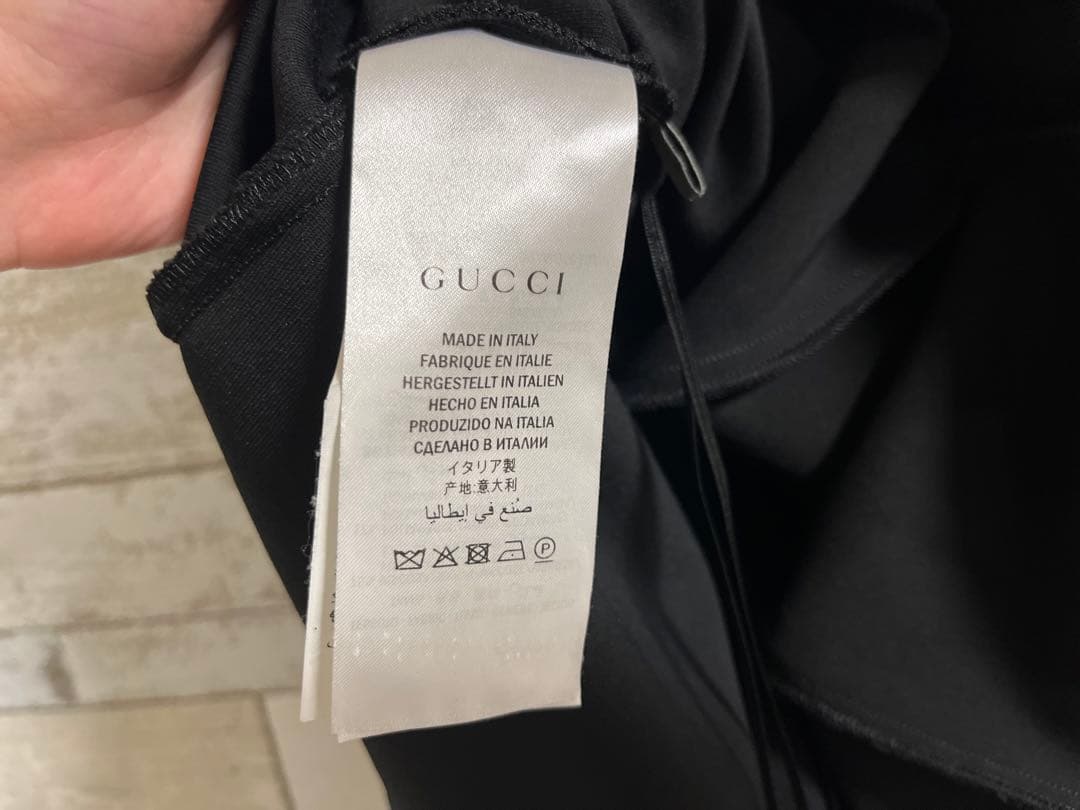 GUCCI
MADE IN ITALY
FABRIQUE EN ITALIE
HERGESTELLT IN ITALIEN
HECHO EN ITALIA
PRODUZIDO NA ITALIA
СДЕЛАНО В ИТАЛИИ
イタリア製
产地:意大利
صُنع في إيطاليا
P